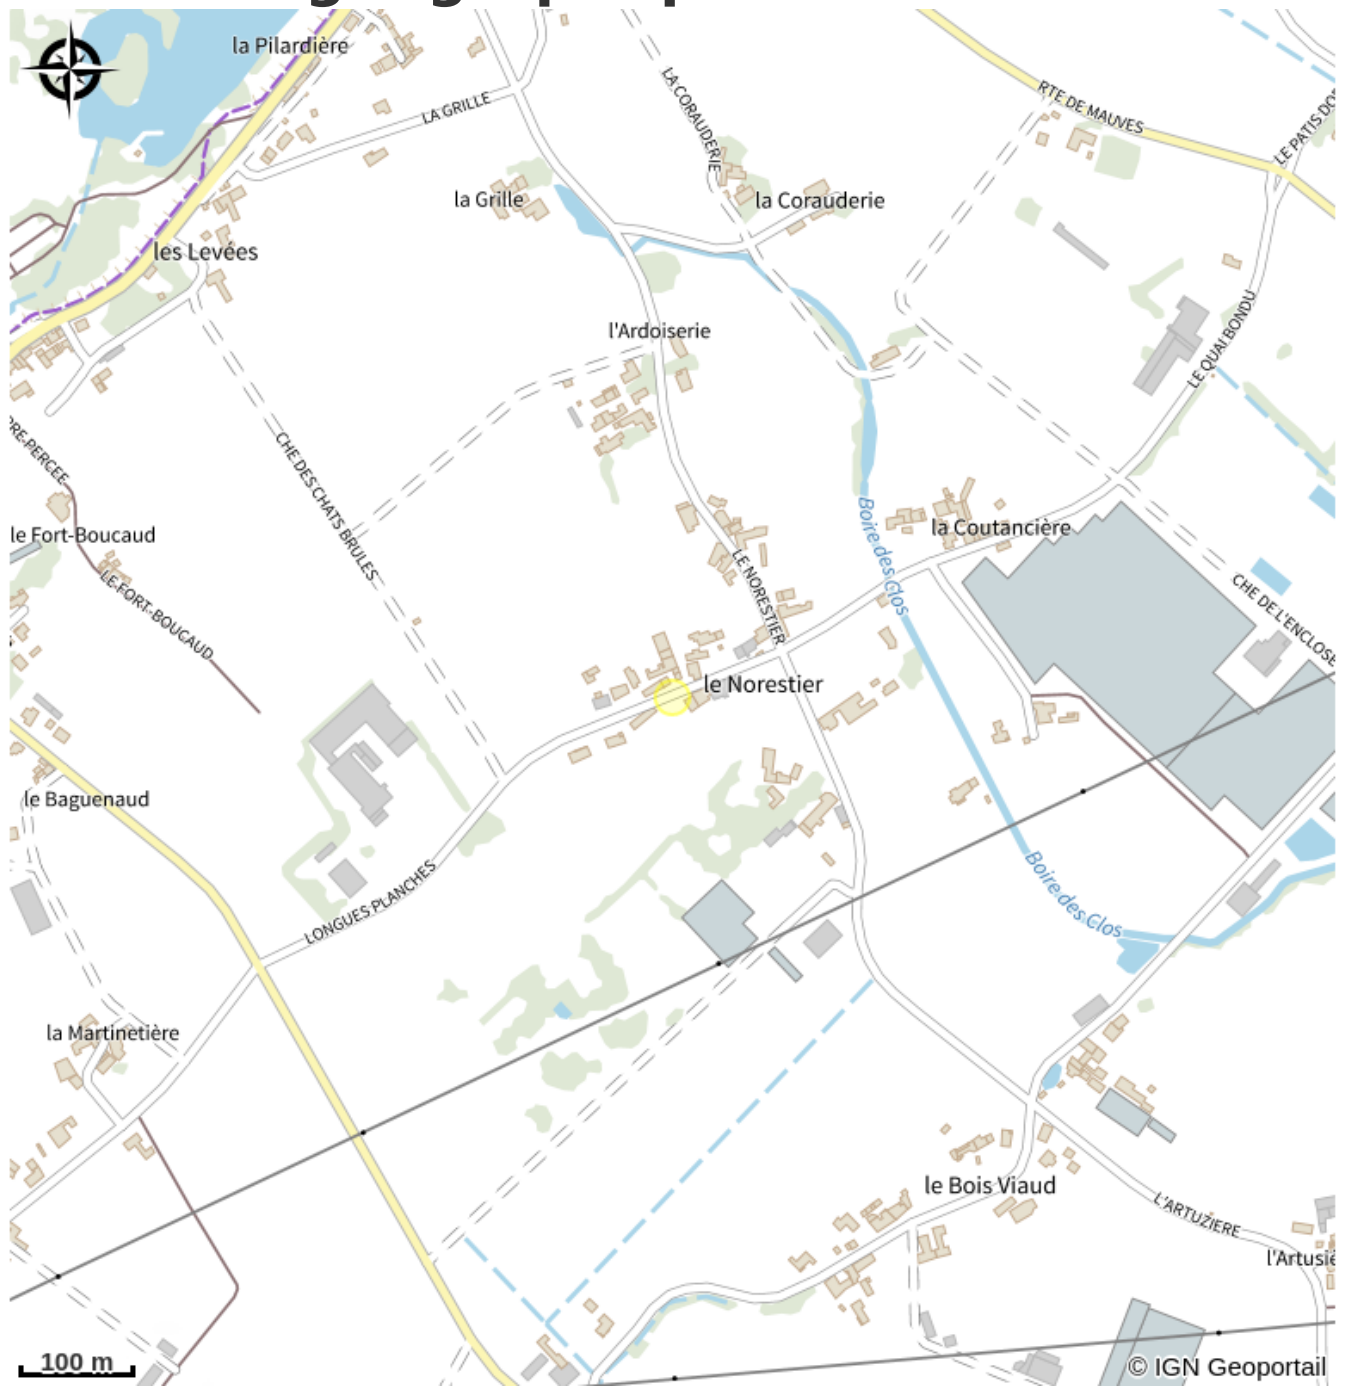 la Pilardière
LA GRILLE
LA CORAUDERIE
RTE DE MAUVES
la Grille
la Corauderie
les Levées
l'Ardoiserie
LE QUAI BONDU
CHE DES CHATS BRULES
le Fort-Boucaud
LE FORT-BOUCAUD
Boire des Clos
la Coutancière
LE NORESTIER
CHE DE L'ENCLOSE
le Norestier
le Baguenaud
LONGUES PLANCHES
Boire des Clos
la Martinetière
le Bois Viaud
L'ARTUZIERE
100 m
© IGN Geoportail